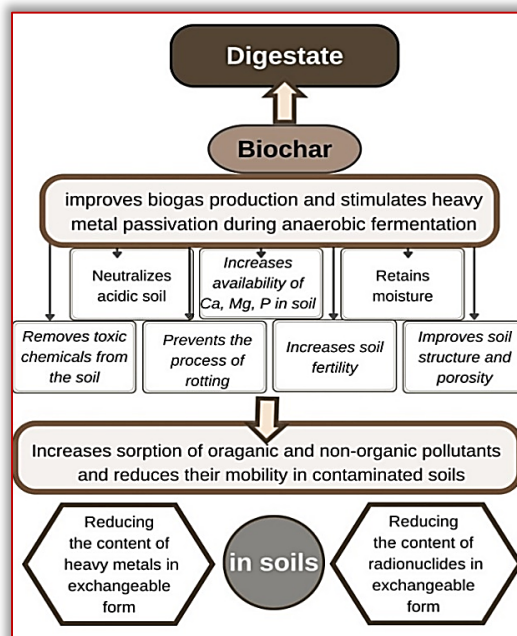 Digestate
Biochar
improves biogas production and stimulates heavy
metal passivation during anaerobic fermentation
Neutralizes
acidic soil
Increases
availability of
Ca, Mg, P in soil
Retains
moisture
Removes toxic
chemicals from
the soil
Prevents the
process of
rotting
Increases soil
fertility
Improves soil
structure and
porosity
Increases sorption of oraganic and non-organic pollutants
and reduces their mobility in contaminated soils
Reducing
the content of
heavy metals in
exchangeable
form
in soils
Reducing
the content of
radionuclides in
exchangeable
form